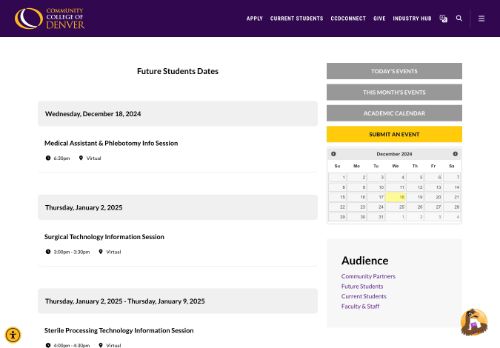 COMMUNITY
COLLEGE OF
DENVER
APPLY CURRENT STUDENTS CCDCONNECT GIVE INDUSTRY HUB
Future Students Dates
Wednesday, December 18, 2024
Medical Assistant & Phlebotomy Info Session
6:30pm Virtual
Thursday, January 2, 2025
Surgical Technology Information Session
3:00pm - 3:30pm Virtual
Thursday, January 2, 2025 - Thursday, January 9, 2025
Sterile Processing Technology Information Session
4:00pm - 4:30pm Virtual
TODAY'S EVENTS
THIS MONTH'S EVENTS
ACADEMIC CALENDAR
SUBMIT AN EVENT
December 2024
Su Mo Tu We Th Fr Sa
1 2 3 4 5 6 7
8 9 10 11 12 13 14
15 16 17 18 19 20 21
22 23 24 25 26 27 28
29 30 31 1 2 3 4
Audience
Community Partners
Future Students
Current Students
Faculty & Staff